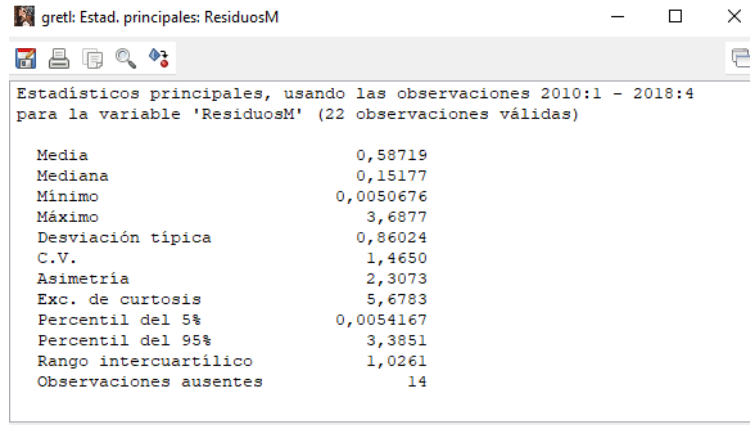 gretl: Estad. principales: ResiduosM
Estadísticos principales, usando las observaciones 2010:1 - 2018:4
para la variable 'ResiduosM' (22 observaciones válidas)
Media 0,58719
Mediana 0,15177
Mínimo 0,0050676
Máximo 3,6877
Desviación típica 0,86024
C.V. 1,4650
Asimetría 2,3073
Exc. de curtosis 5,6783
Percentil del 5% 0,0054167
Percentil del 95% 3,3851
Rango intercuartílico 1,0261
Observaciones ausentes 14